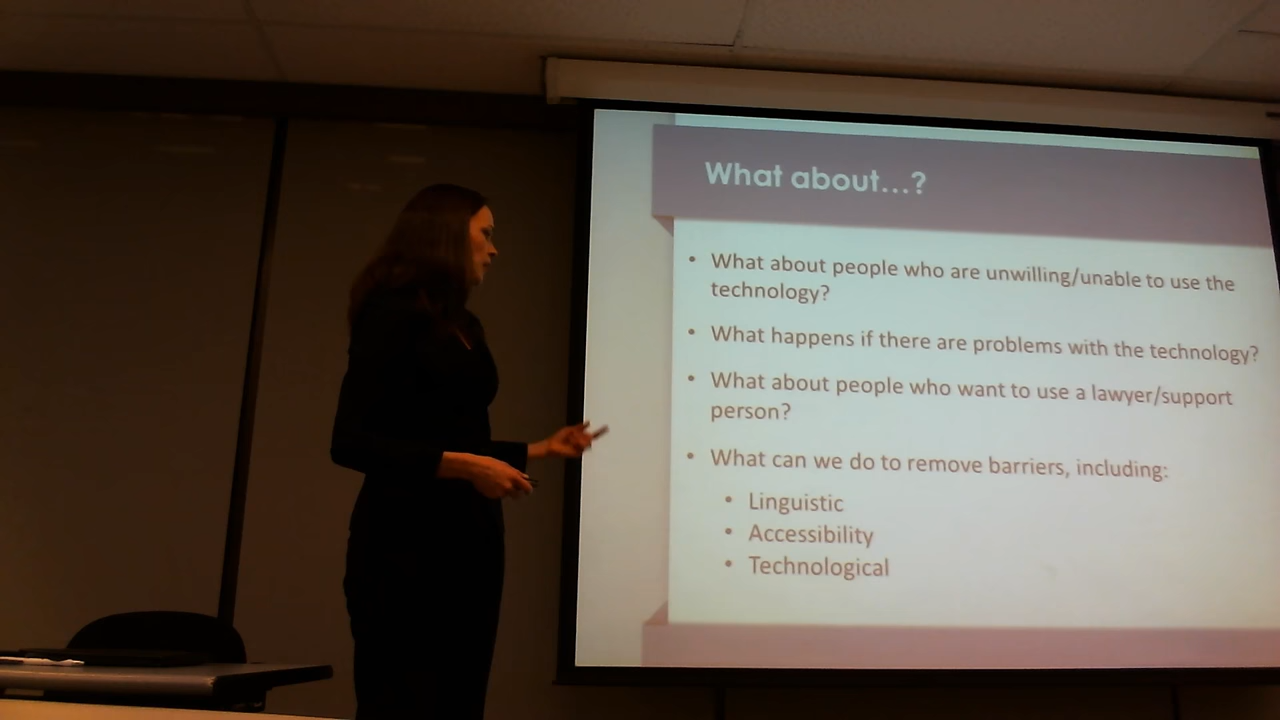 What about...?
• What about people who are unwilling/unable to use the
technology?
• What happens if there are problems with the technology?
• What about people who want to use a lawyer/support
person?
• What can we do to remove barriers, including:
• Linguistic
• Accessibility
• Technological